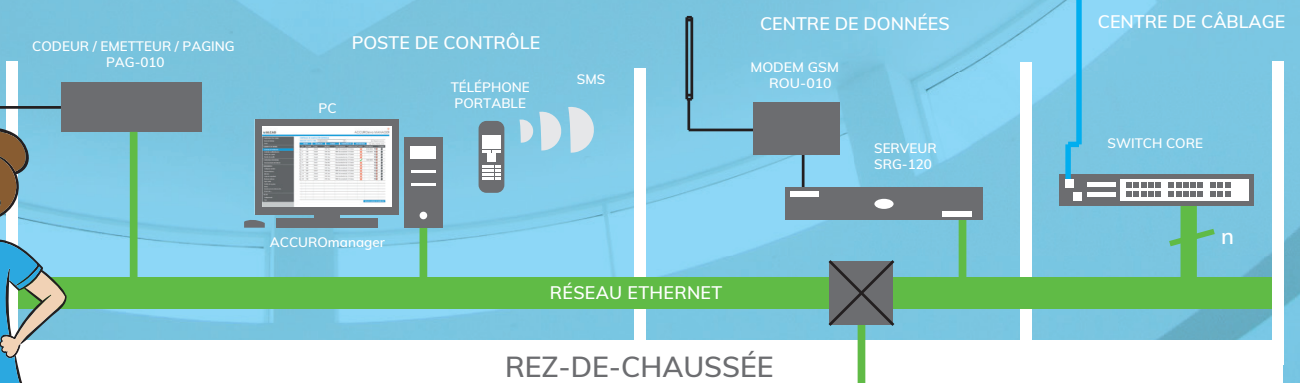 CODEUR / EMETTEUR / PAGING
PAG-010
POSTE DE CONTRÔLE
PC
ACCUROmanager
TÉLÉPHONE
PORTABLE
SMS
CENTRE DE DONNÉES
MODEM GSM
ROU-010
SERVEUR
SRG-120
CENTRE DE CÂBLAGE
SWITCH CORE
n
RÉSEAU ETHERNET
REZ-DE-CHAUSSÉE